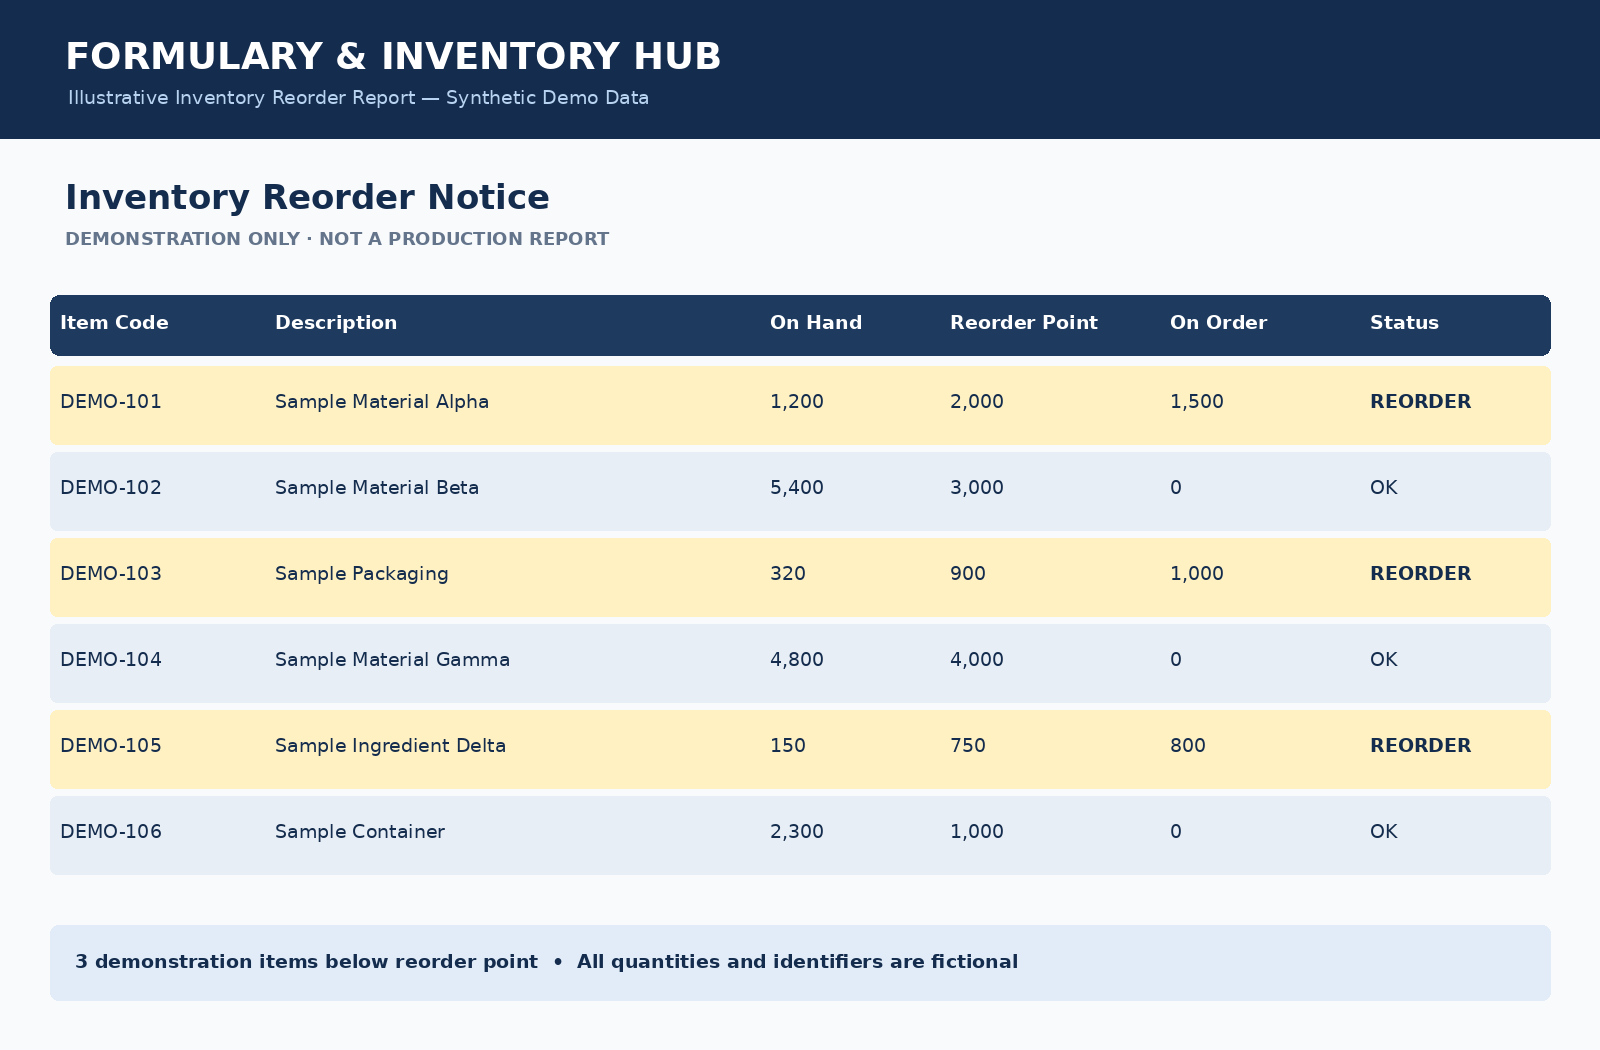 FORMULARY & INVENTORY HUB
Illustrative Inventory Reorder Report — Synthetic Demo Data
Inventory Reorder Notice
DEMONSTRATION ONLY · NOT A PRODUCTION REPORT
Item Code Description On Hand Reorder Point On Order Status
DEMO-101 Sample Material Alpha 1,200 2,000 1,500 REORDER
DEMO-102 Sample Material Beta 5,400 3,000 0 OK
DEMO-103 Sample Packaging 320 900 1,000 REORDER
DEMO-104 Sample Material Gamma 4,800 4,000 0 OK
DEMO-105 Sample Ingredient Delta 150 750 800 REORDER
DEMO-106 Sample Container 2,300 1,000 0 OK
3 demonstration items below reorder point • All quantities and identifiers are fictional